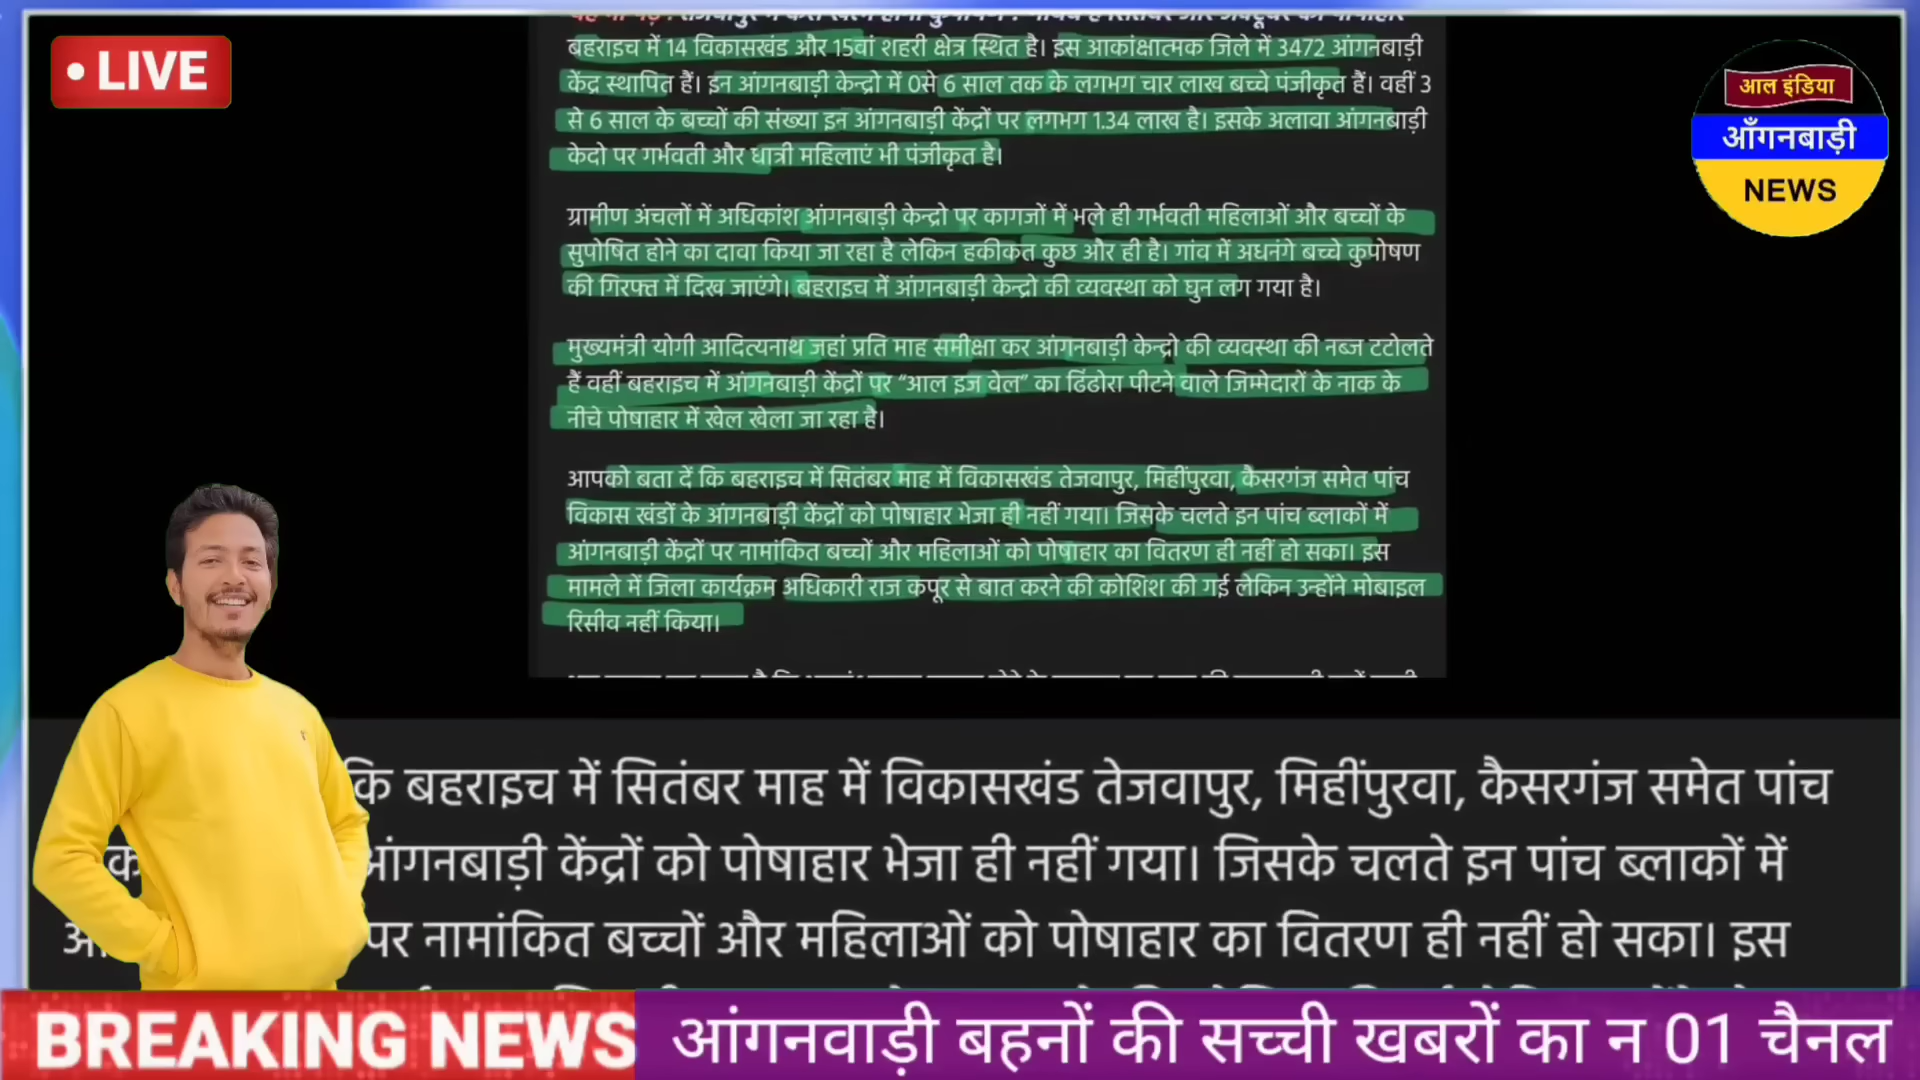 LIVE
आल इंडिया
आँगनबाड़ी
NEWS
बहराइच में 14 विकासखंड और 15वां शहरी क्षेत्र स्थित है। इस आकांक्षात्मक जिले में 3472 आंगनबाड़ी
केंद्र स्थापित हैं। इन आंगनबाड़ी केन्द्रो में 0से 6 साल तक के लगभग चार लाख बच्चे पंजीकृत हैं। वहीं 3
से 6 साल के बच्चों की संख्या इन आंगनबाड़ी केंद्रों पर लगभग 1.34 लाख है। इसके अलावा आंगनबाड़ी
केदो पर गर्भवती और धात्री महिलाएं भी पंजीकृत है।
ग्रामीण अंचलों में अधिकांश आंगनबाड़ी केन्द्रो पर कागजों में भले ही गर्भवती महिलाओं और बच्चों के
सुपोषित होने का दावा किया जा रहा है लेकिन हकीकत कुछ और ही है। गांव में अधनंगे बच्चे कुपोषण
की गिरफ्त में दिख जाएंगे। बहराइच में आंगनबाड़ी केन्द्रो की व्यवस्था को घुन लग गया है।
मुख्यमंत्री योगी आदित्यनाथ जहां प्रति माह समीक्षा कर आंगनबाड़ी केन्द्रो की व्यवस्था की नब्ज टटोलते
हैं वहीं बहराइच में आंगनबाड़ी केंद्रों पर “आल इज वेल” का ढिंढोरा पीटने वाले जिम्मेदारों के नाक के
नीचे पोषाहार में खेल खेला जा रहा है।
आपको बता दें कि बहराइच में सितंबर माह में विकासखंड तेजवापुर, मिहींपुरवा, कैसरगंज समेत पांच
विकास खंडों के आंगनबाड़ी केंद्रों को पोषाहार भेजा ही नहीं गया। जिसके चलते इन पांच ब्लाकों में
आंगनबाड़ी केंद्रों पर नामांकित बच्चों और महिलाओं को पोषाहार का वितरण ही नहीं हो सका। इस
मामले में जिला कार्यक्रम अधिकारी राज कपूर से बात करने की कोशिश की गई लेकिन उन्होंने मोबाइल
रिसीव नहीं किया।
कि बहराइच में सितंबर माह में विकासखंड तेजवापुर, मिहींपुरवा, कैसरगंज समेत पांच
आंगनबाड़ी केंद्रों को पोषाहार भेजा ही नहीं गया। जिसके चलते इन पांच ब्लाकों में
पर नामांकित बच्चों और महिलाओं को पोषाहार का वितरण ही नहीं हो सका। इस
BREAKING NEWS आंगनवाड़ी बहनों की सच्ची खबरों का न 01 चैनल